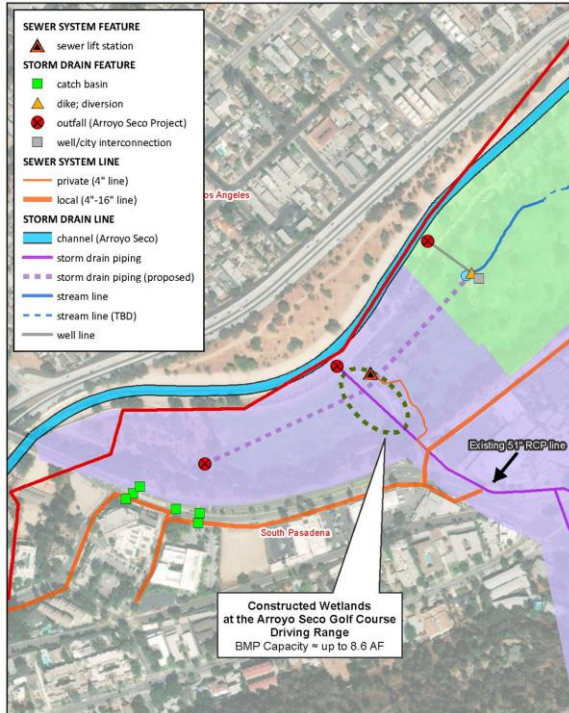 SEWER SYSTEM FEATURE
sewer lift station
STORM DRAIN FEATURE
catch basin
dike; diversion
outfall (Arroyo Seco Project)
well/city interconnection
SEWER SYSTEM LINE
private (4" line)
local (4"-16" line)
STORM DRAIN LINE
channel (Arroyo Seco)
storm drain piping
storm drain piping (proposed)
stream line
stream line (TBD)
well line
os Angeles
Existing 51" RCP line
South Pasadena
Constructed Wetlands
at the Arroyo Seco Golf Course
Driving Range
BMP Capacity ≈ up to 8.6 AF